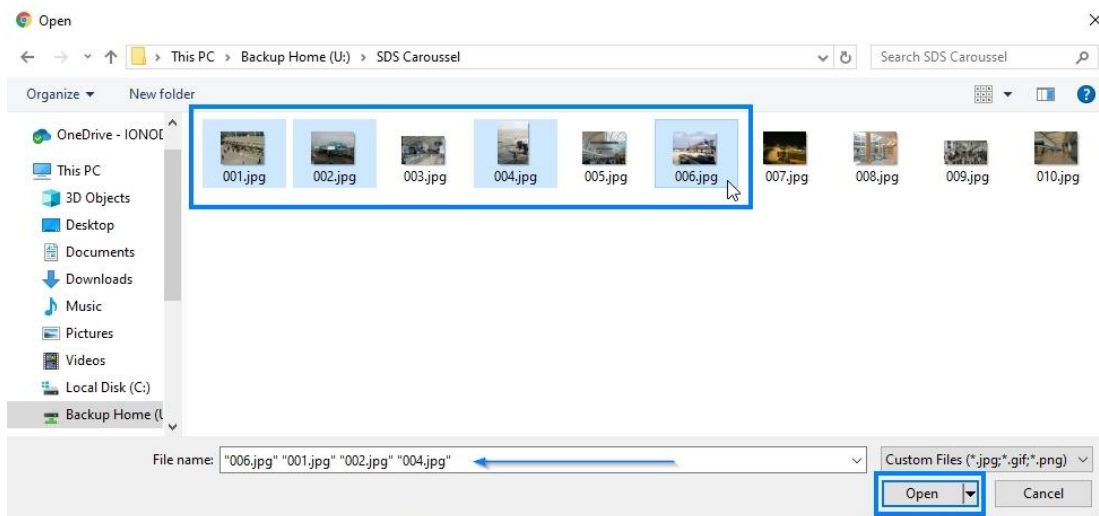 Open
This PC > Backup Home (U:) > SDS Caroussel
Search SDS Caroussel
Organize
New folder
OneDrive - IONOD
This PC
3D Objects
Desktop
Documents
Downloads
Music
Pictures
Videos
Local Disk (C:)
Backup Home (U
001.jpg 002.jpg 003.jpg 004.jpg 005.jpg 006.jpg 007.jpg 008.jpg 009.jpg 010.jpg
File name: "006.jpg" "001.jpg" "002.jpg" "004.jpg"
Custom Files (*.jpg;*.gif;*.png)
Open Cancel